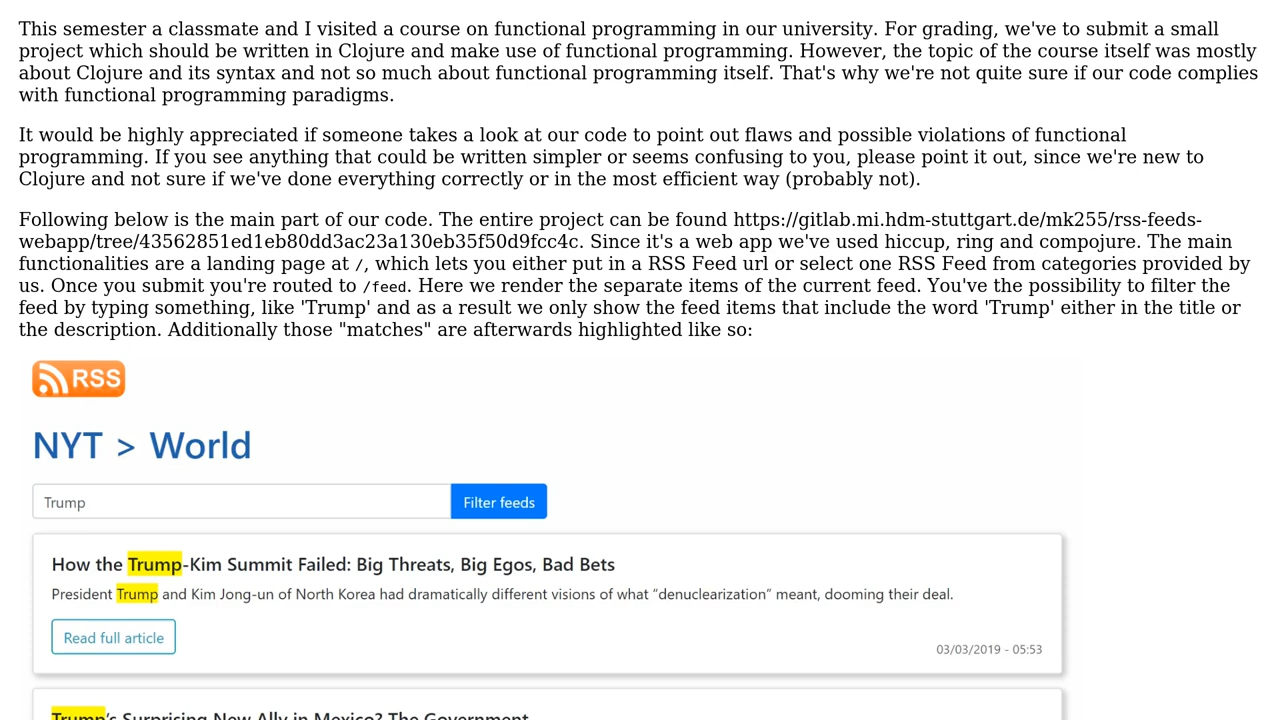 This semester a classmate and I visited a course on functional programming in our university. For grading, we've to submit a small
project which should be written in Clojure and make use of functional programming. However, the topic of the course itself was mostly
about Clojure and its syntax and not so much about functional programming itself. That's why we're not quite sure if our code complies
with functional programming paradigms.
It would be highly appreciated if someone takes a look at our code to point out flaws and possible violations of functional
programming. If you see anything that could be written simpler or seems confusing to you, please point it out, since we're new to
Clojure and not sure if we've done everything correctly or in the most efficient way (probably not).
Following below is the main part of our code. The entire project can be found https://gitlab.mi.hdm-stuttgart.de/mk255/rss-feeds-
webapp/tree/43562851ed1eb80dd3ac23a130eb35f50d9fcc4c. Since it's a web app we've used hiccup, ring and compojure. The main
functionalities are a landing page at /, which lets you either put in a RSS Feed url or select one RSS Feed from categories provided by
us. Once you submit you're routed to /feed. Here we render the separate items of the current feed. You've the possibility to filter the
feed by typing something, like 'Trump' and as a result we only show the feed items that include the word 'Trump' either in the title or
the description. Additionally those "matches" are afterwards highlighted like so:
RSS
NYT > World
Trump
Filter feeds
How the Trump-Kim Summit Failed: Big Threats, Big Egos, Bad Bets
President Trump and Kim Jong-un of North Korea had dramatically different visions of what “denuclearization” meant, dooming their deal.
Read full article
03/03/2019 - 05:53
Trump's Surprising New Ally in Mexico? The Government